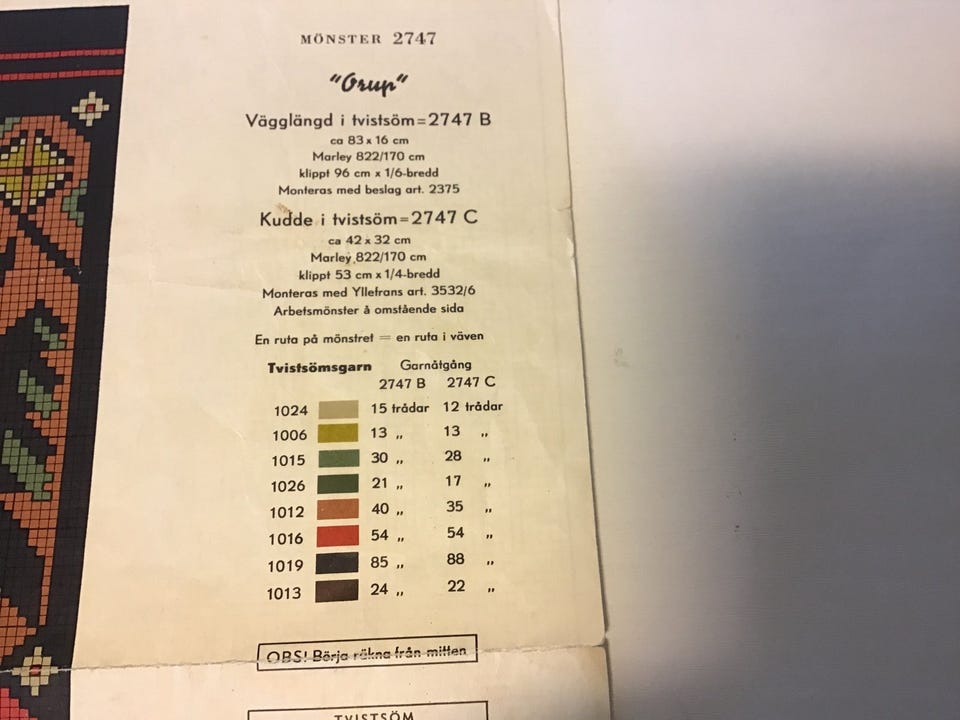 MÖNSTER 2747
"Grup"
Vägglängd i tvistsöm=2747 B
ca 83 x 16 cm
Marley 822/170 cm
klippt 96 cm x 1/6-bredd
Monteras med beslag art. 2375
Kudde i tvistsöm=2747 C
ca 42 x 32 cm
Marley 822/170 cm
klippt 53 cm x 1/4-bredd
Monteras med Yllefrans art. 3532/6
Arbetsmönster å omstående sida
En ruta på mönstret = en ruta i väven
Tvistsömsgarn Garnåtgång
2747 B 2747 C
1024 15 trådar 12 trådar
1006 13 „ 13 „
1015 30 „ 28 „
1026 21 „ 17 „
1012 40 „ 35 „
1016 54 „ 54 „
1019 85 „ 88 „
1013 24 „ 22 „
OBS! Börja räkna från mitten
TVISTSÖM